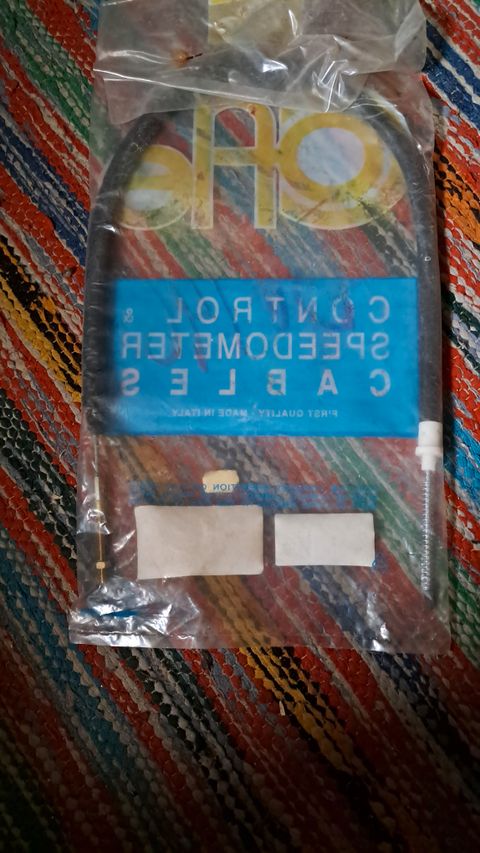 CONTROL &
SPEEDOMETER
CABLES
FIRST QUALITY - MADE IN ITALY